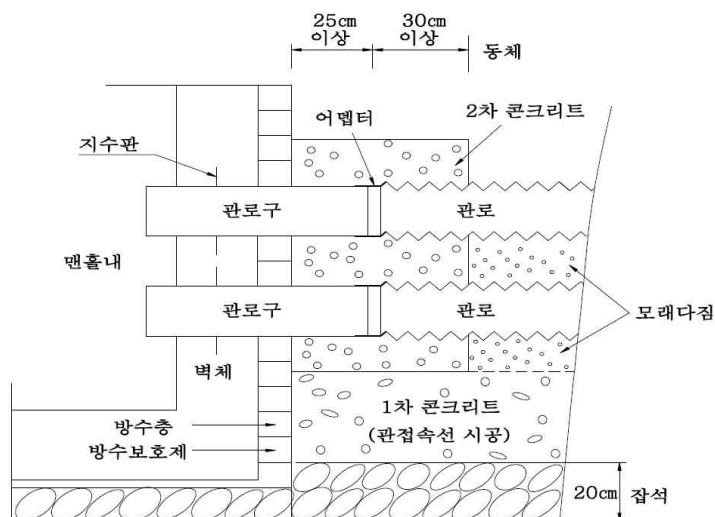 25cm
이상
30cm
이상
동체
어뎁터
2차 콘크리트
지수판
관로구
관로
맨홀내
관로구
관로
모래다짐
벽체
1차 콘크리트
(관접속선 시공)
방수층
방수보호제
20cm 잡석